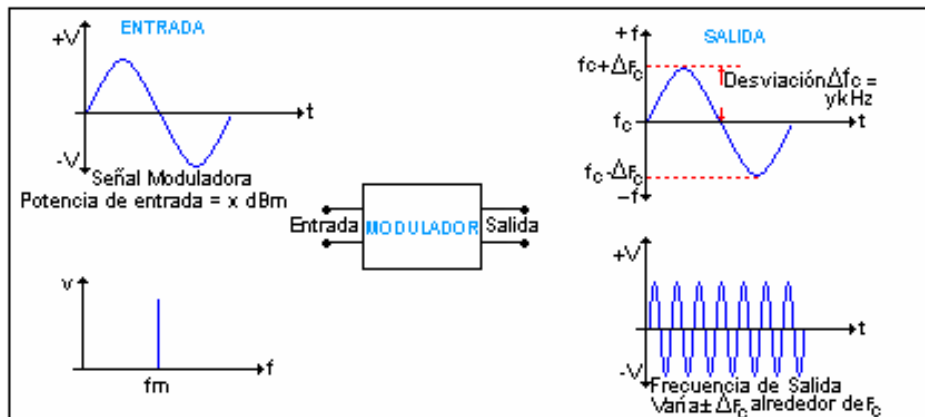 ENTRADA
+V
t
-V
Señal Moduladora
Potencia de entrada = x dBm
v
fm
f
Entrada
MODULADOR
Salida
+f
SALIDA
fc+ΔFc
Desviación Δfc =
ykHz
fc
t
fc-ΔFc
-f
+V
t
-V
Frecuencia de Salida
Varía± ΔFc alrededor de Fc